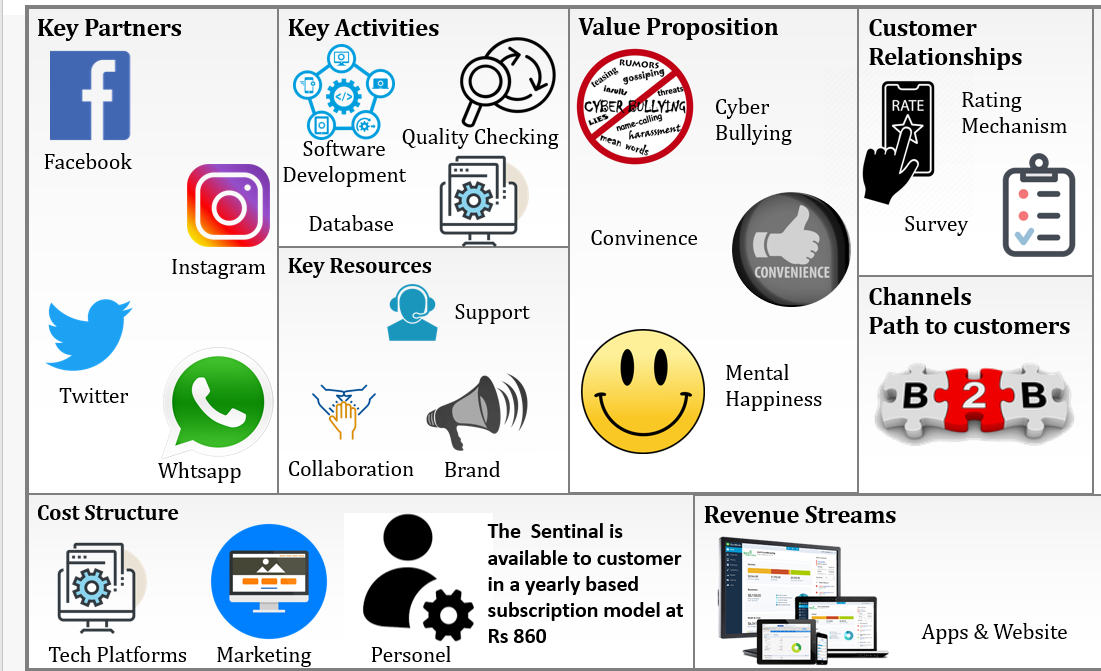 Key Partners
Facebook
Instagram
Twitter
Whtsapp
Key Activities
Software
Development
Quality Checking
Database
Key Resources
Support
Collaboration
Brand
Value Proposition
RUMORS
teasing
gossiping
insults
threats
CYBER BULLYING
LIES
name-calling
harassment
mean words
Cyber
Bullying
Convinence
CONVENIENCE
Mental
Happiness
Customer
Relationships
RATE
Rating
Mechanism
Survey
Channels
Path to customers
B 2 B
Cost Structure
Tech Platforms
Marketing
Personel
The Sentinal is
available to customer
in a yearly based
subscription model at
Rs 860
Revenue Streams
Apps & Website